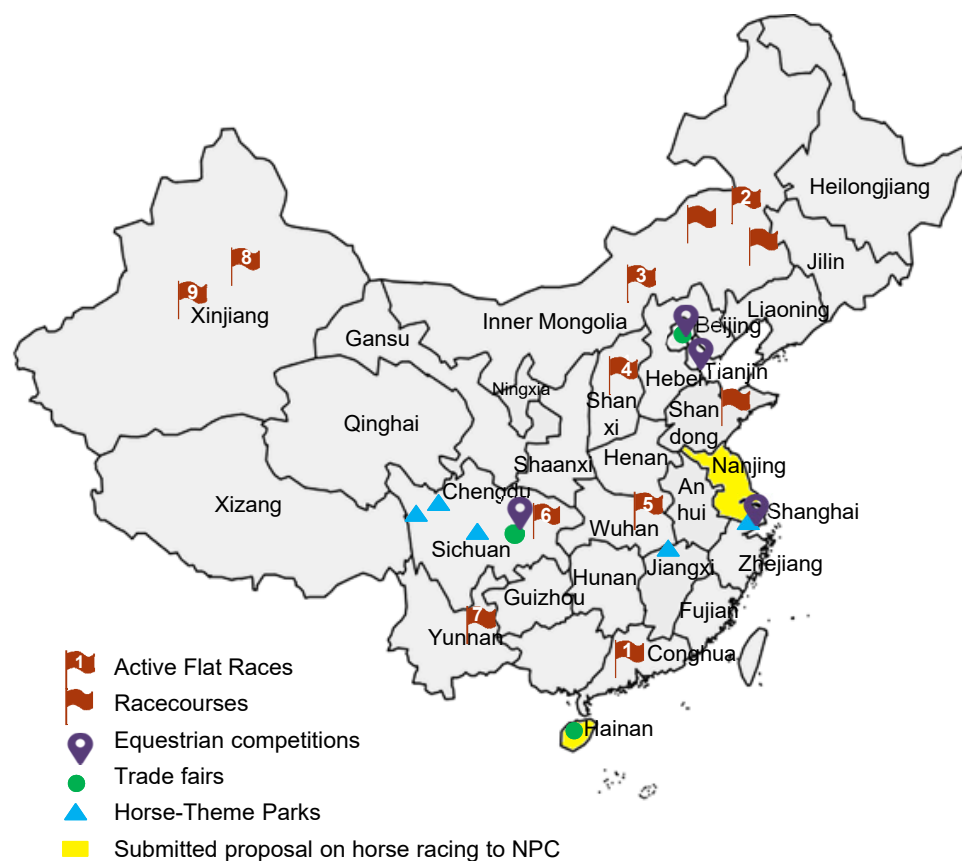 Heilongjiang
2
8
Jilin
3
9
Xinjiang
Liaoning
Inner Mongolia
Beijing
Gansu
4
Tianjin
Hebei
Ningxia
Shan
xi
Shan
dong
Qinghai
Henan
Nanjing
Shaanxi
An
hui
Chengdu
Xizang
5
Shanghai
6
Wuhan
Sichuan
Zhejiang
Jiangxi
Hunan
Guizhou
Fujian
7
Yunnan
1
Conghua
Hainan
1 Active Flat Races
Racecourses
Equestrian competitions
Trade fairs
Horse-Theme Parks
Submitted proposal on horse racing to NPC